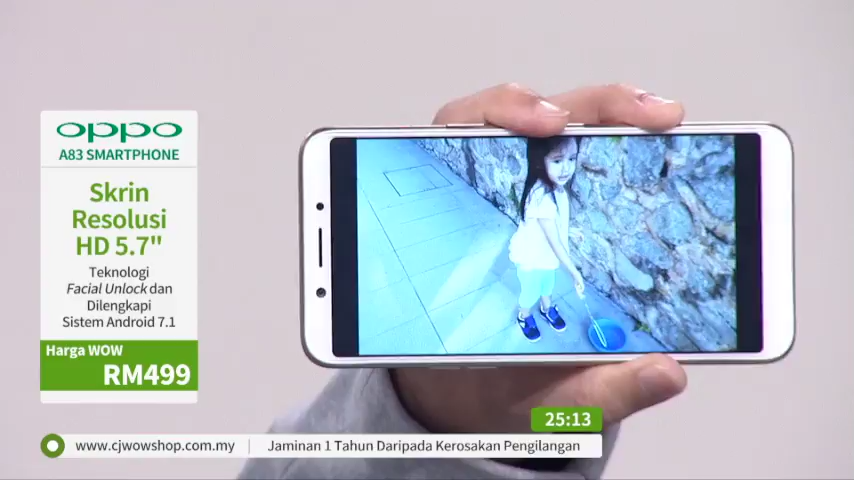 oppo
A83 SMARTPHONE
Skrin
Resolusi
HD 5.7"
Teknologi
Facial Unlock dan
Dilengkapi
Sistem Android 7.1
Harga WOW
RM499
25:13
www.cjwowshop.com.my | Jaminan 1 Tahun Daripada Kerosakan Pengilangan